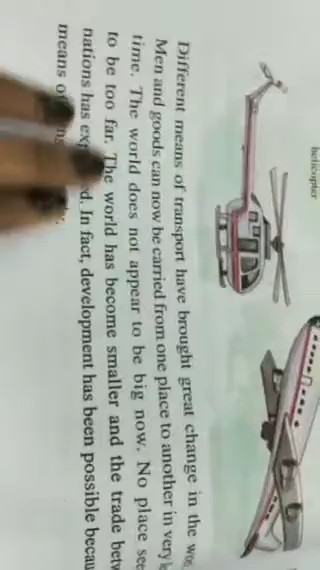 helicopter
Different means of transport have brought great change in the
Men and goods can now be carried from one place to another in very
time. The world does not appear to be big now. No place
to be too far. The world has become smaller and the trade
nations has In fact, development has been possible
means